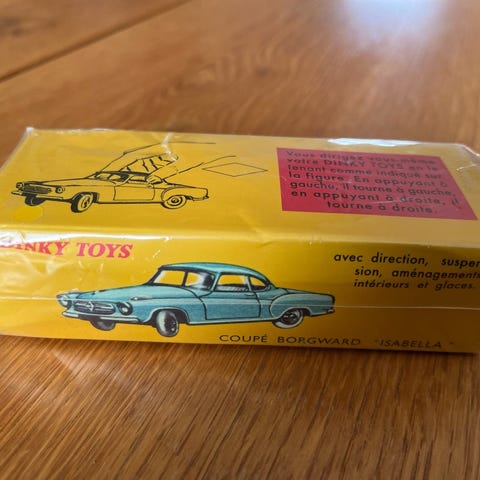 Vous dirigez vous-même
votre DINKY TOYS en le
tenant comme indiqué sur
la figure. En appuyant à
gauche, il tourne à gauche,
en appuyant à droite, il
tourne à droite.
DINKY TOYS
avec direction, suspen
sion, aménagements
intérieurs et glaces.
COUPÉ BORGWARD "ISABELLA"